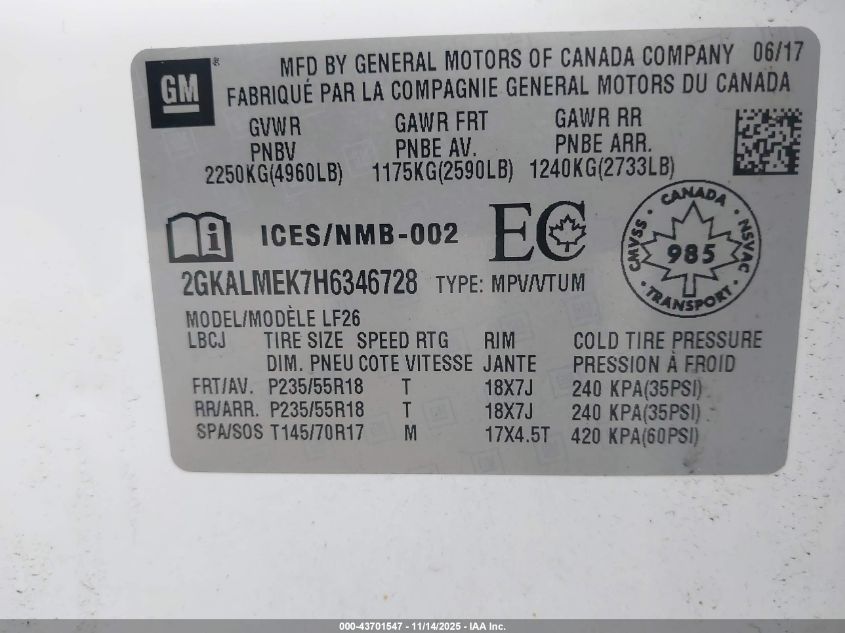 GM ®
MFD BY GENERAL MOTORS OF CANADA COMPANY 06/17
FABRIQUÉ PAR LA COMPAGNIE GENERAL MOTORS DU CANADA
GVWR GAWR FRT GAWR RR
PNBV PNBE AV. PNBE ARR.
2250KG(4960LB) 1175KG(2590LB) 1240KG(2733LB)
i ICES/NMB-002 EC
CANADA CMVSS 985 NSVAC TRANSPORT
2GKALMEK7H6346728 TYPE: MPV/VTUM
MODEL/MODÈLE LF26
LBCJ TIRE SIZE SPEED RTG RIM COLD TIRE PRESSURE
DIM. PNEU COTE VITESSE JANTE PRESSION À FROID
FRT/AV. P235/55R18 T 18X7J 240 KPA(35PSI)
RR/ARR. P235/55R18 T 18X7J 240 KPA(35PSI)
SPA/SOS T145/70R17 M 17X4.5T 420 KPA(60PSI)
000-43701547 - 11/14/2025 - IAA Inc.